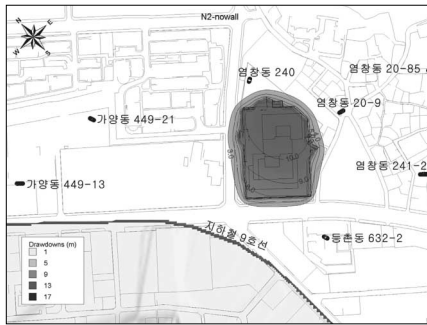 N2-nowall
N
E
W
S
염창동 240
염창동 20-85
염창동 20-9
가양동 449-21
염창동 241-2
가양동 449-13
등촌동 632-2
지하철 9호선
Drawdowns (m)
1
5
9
13
17